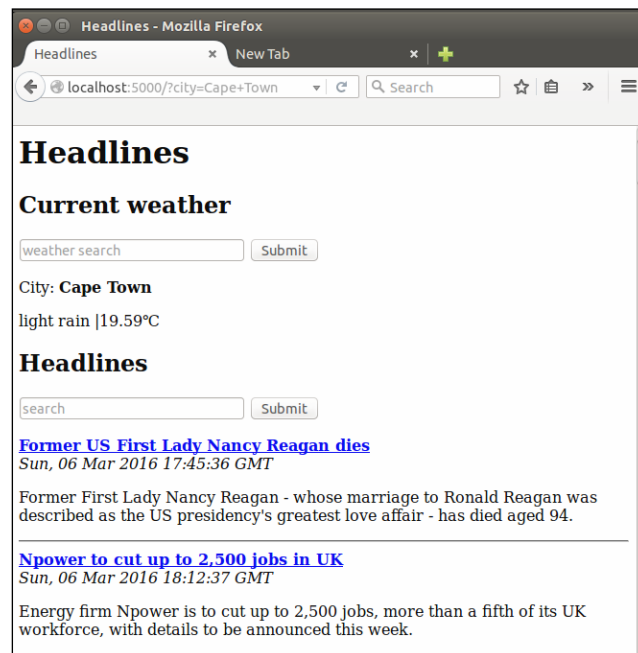 Headlines - Mozilla Firefox
Headlines × New Tab ×
localhost:5000/?city=Cape+Town Search
Headlines
Current weather
weather search Submit
City: Cape Town
light rain |19.59℃
Headlines
search Submit
Former US First Lady Nancy Reagan dies
Sun, 06 Mar 2016 17:45:36 GMT
Former First Lady Nancy Reagan - whose marriage to Ronald Reagan was
described as the US presidency's greatest love affair - has died aged 94.
Npower to cut up to 2,500 jobs in UK
Sun, 06 Mar 2016 18:12:37 GMT
Energy firm Npower is to cut up to 2,500 jobs, more than a fifth of its UK
workforce, with details to be announced this week.